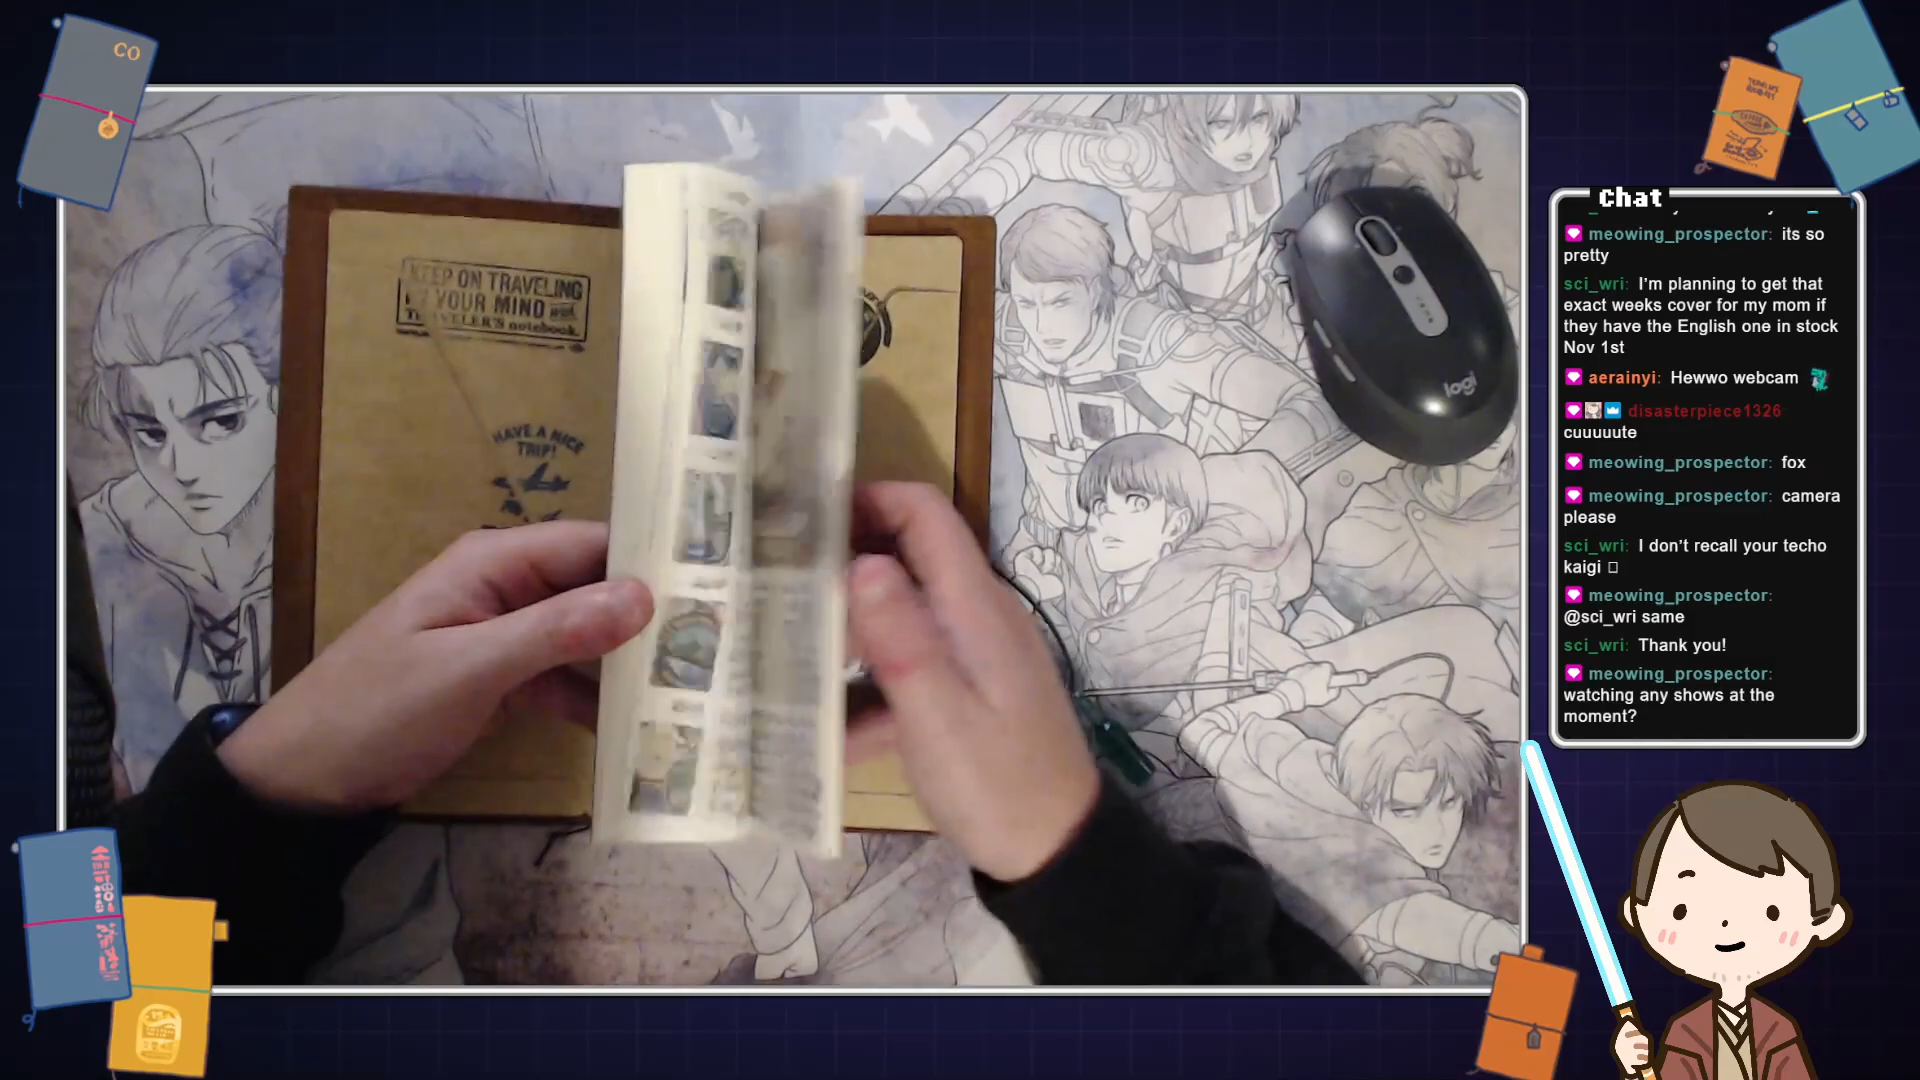 CO
TRAVELER'S
chat
meowing_prospector: its so
pretty
sci_wri: I'm planning to get that
exact weeks cover for my mom if
they have the English one in stock
Nov 1st
aerainyi: Hewwo webcam
disasterpiece1326
cuuuuute
meowing_prospector: fox
meowing_prospector: camera
please
sci_wri: I don't recall your techo
kaigi
meowing_prospector:
@sci_wri same
sci_wri: Thank you!
meowing_prospector:
watching any shows at the
moment?
KEEP ON TRAVELING
YOUR MIND and
TRAVELER'S notebook.
HAVE A NICE
TRIP!
logi